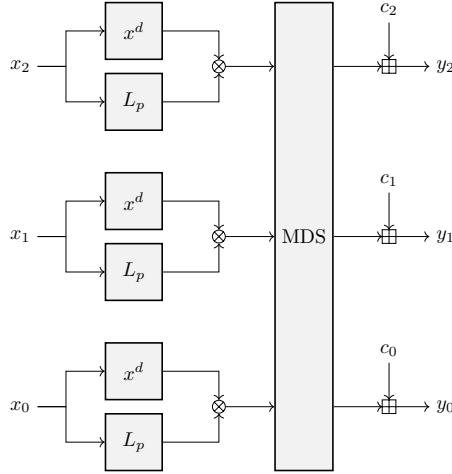 $c_2$
$x^d$
$x_2$ $y_2$
$L_p$
$c_1$
$x^d$
$x_1$ MDS $y_1$
$L_p$
$c_0$
$x^d$
$x_0$ $y_0$
$L_p$